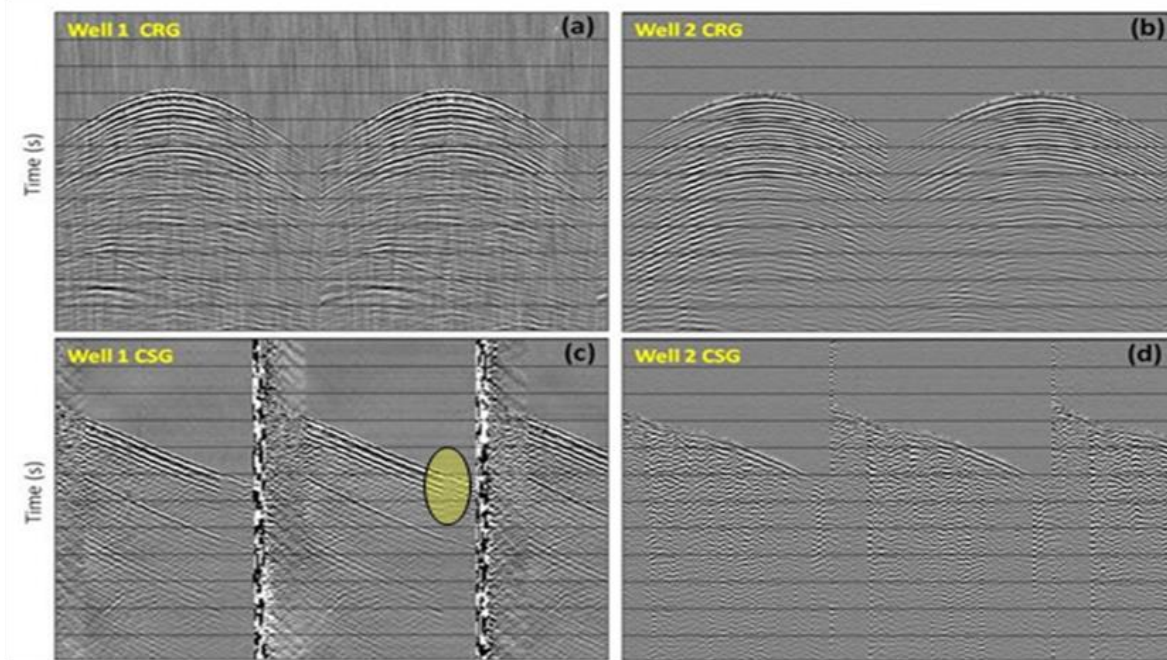 Well 1 CRG
(a)
Well 2 CRG
(b)
Time (s)
Well 1 CSG
(c)
Well 2 CSG
(d)
Time (s)